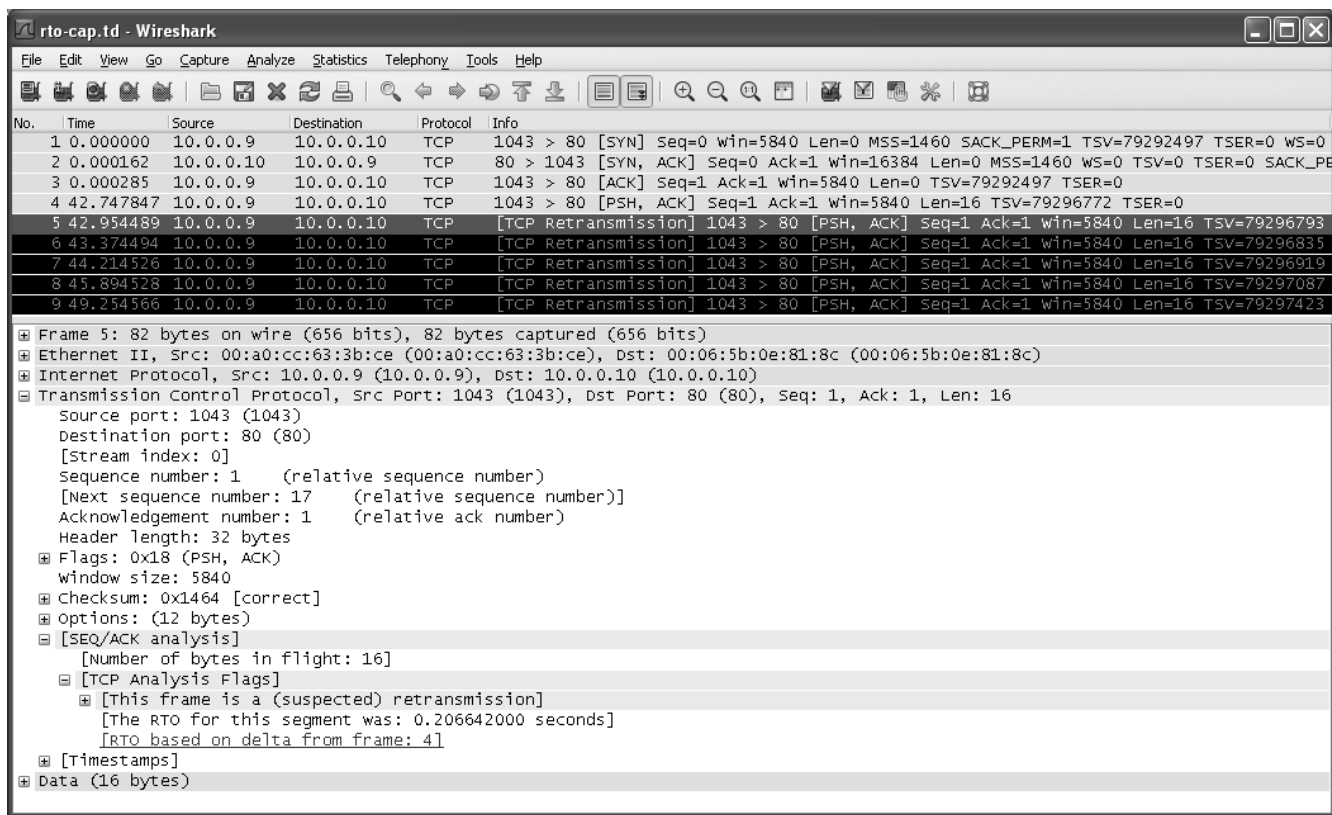 rto-cap.td - Wireshark
File Edit View Go Capture Analyze Statistics Telephony Tools Help
No. Time Source Destination Protocol Info
1 0.000000 10.0.0.9 10.0.0.10 TCP 1043 > 80 [SYN] Seq=0 Win=5840 Len=0 MSS=1460 SACK_PERM=1 TSV=79292497 TSER=0 WS=0
2 0.000162 10.0.0.10 10.0.0.9 TCP 80 > 1043 [SYN, ACK] Seq=0 Ack=1 Win=16384 Len=0 MSS=1460 WS=0 TSV=0 TSER=0 SACK_PE
3 0.000285 10.0.0.9 10.0.0.10 TCP 1043 > 80 [ACK] Seq=1 Ack=1 Win=5840 Len=0 TSV=79292497 TSER=0
4 42.747847 10.0.0.9 10.0.0.10 TCP 1043 > 80 [PSH, ACK] Seq=1 Ack=1 Win=5840 Len=16 TSV=79296772 TSER=0
5 42.954489 10.0.0.9 10.0.0.10 TCP [TCP Retransmission] 1043 > 80 [PSH, ACK] Seq=1 Ack=1 Win=5840 Len=16 TSV=79296793
6 43.374494 10.0.0.9 10.0.0.10 TCP [TCP Retransmission] 1043 > 80 [PSH, ACK] Seq=1 Ack=1 Win=5840 Len=16 TSV=79296835
7 44.214526 10.0.0.9 10.0.0.10 TCP [TCP Retransmission] 1043 > 80 [PSH, ACK] Seq=1 Ack=1 Win=5840 Len=16 TSV=79296919
8 45.894528 10.0.0.9 10.0.0.10 TCP [TCP Retransmission] 1043 > 80 [PSH, ACK] Seq=1 Ack=1 Win=5840 Len=16 TSV=79297087
9 49.254566 10.0.0.9 10.0.0.10 TCP [TCP Retransmission] 1043 > 80 [PSH, ACK] Seq=1 Ack=1 Win=5840 Len=16 TSV=79297423
Frame 5: 82 bytes on wire (656 bits), 82 bytes captured (656 bits)
Ethernet II, Src: 00:a0:cc:63:3b:ce (00:a0:cc:63:3b:ce), Dst: 00:06:5b:0e:81:8c (00:06:5b:0e:81:8c)
Internet Protocol, Src: 10.0.0.9 (10.0.0.9), Dst: 10.0.0.10 (10.0.0.10)
Transmission Control Protocol, Src Port: 1043 (1043), Dst Port: 80 (80), Seq: 1, Ack: 1, Len: 16
Source port: 1043 (1043)
Destination port: 80 (80)
[Stream index: 0]
Sequence number: 1 (relative sequence number)
[Next sequence number: 17 (relative sequence number)]
Acknowledgement number: 1 (relative ack number)
Header length: 32 bytes
Flags: 0x18 (PSH, ACK)
Window size: 5840
Checksum: 0x1464 [correct]
Options: (12 bytes)
[SEQ/ACK analysis]
[Number of bytes in flight: 16]
[TCP Analysis Flags]
[This frame is a (suspected) retransmission]
[The RTO for this segment was: 0.206642000 seconds]
[RTO based on delta from frame: 4]
[Timestamps]
Data (16 bytes)